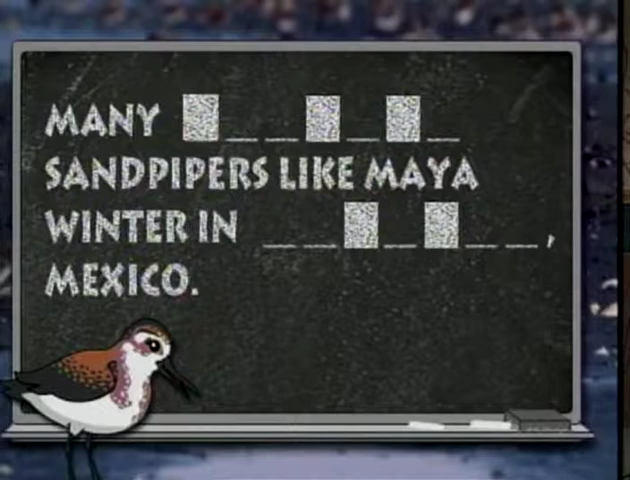 MANY ▯ _ _ ▯ _ ▯ _
SANDPIPERS LIKE MAYA
WINTER IN _ _ ▯ _ ▯ _ _,
MEXICO.